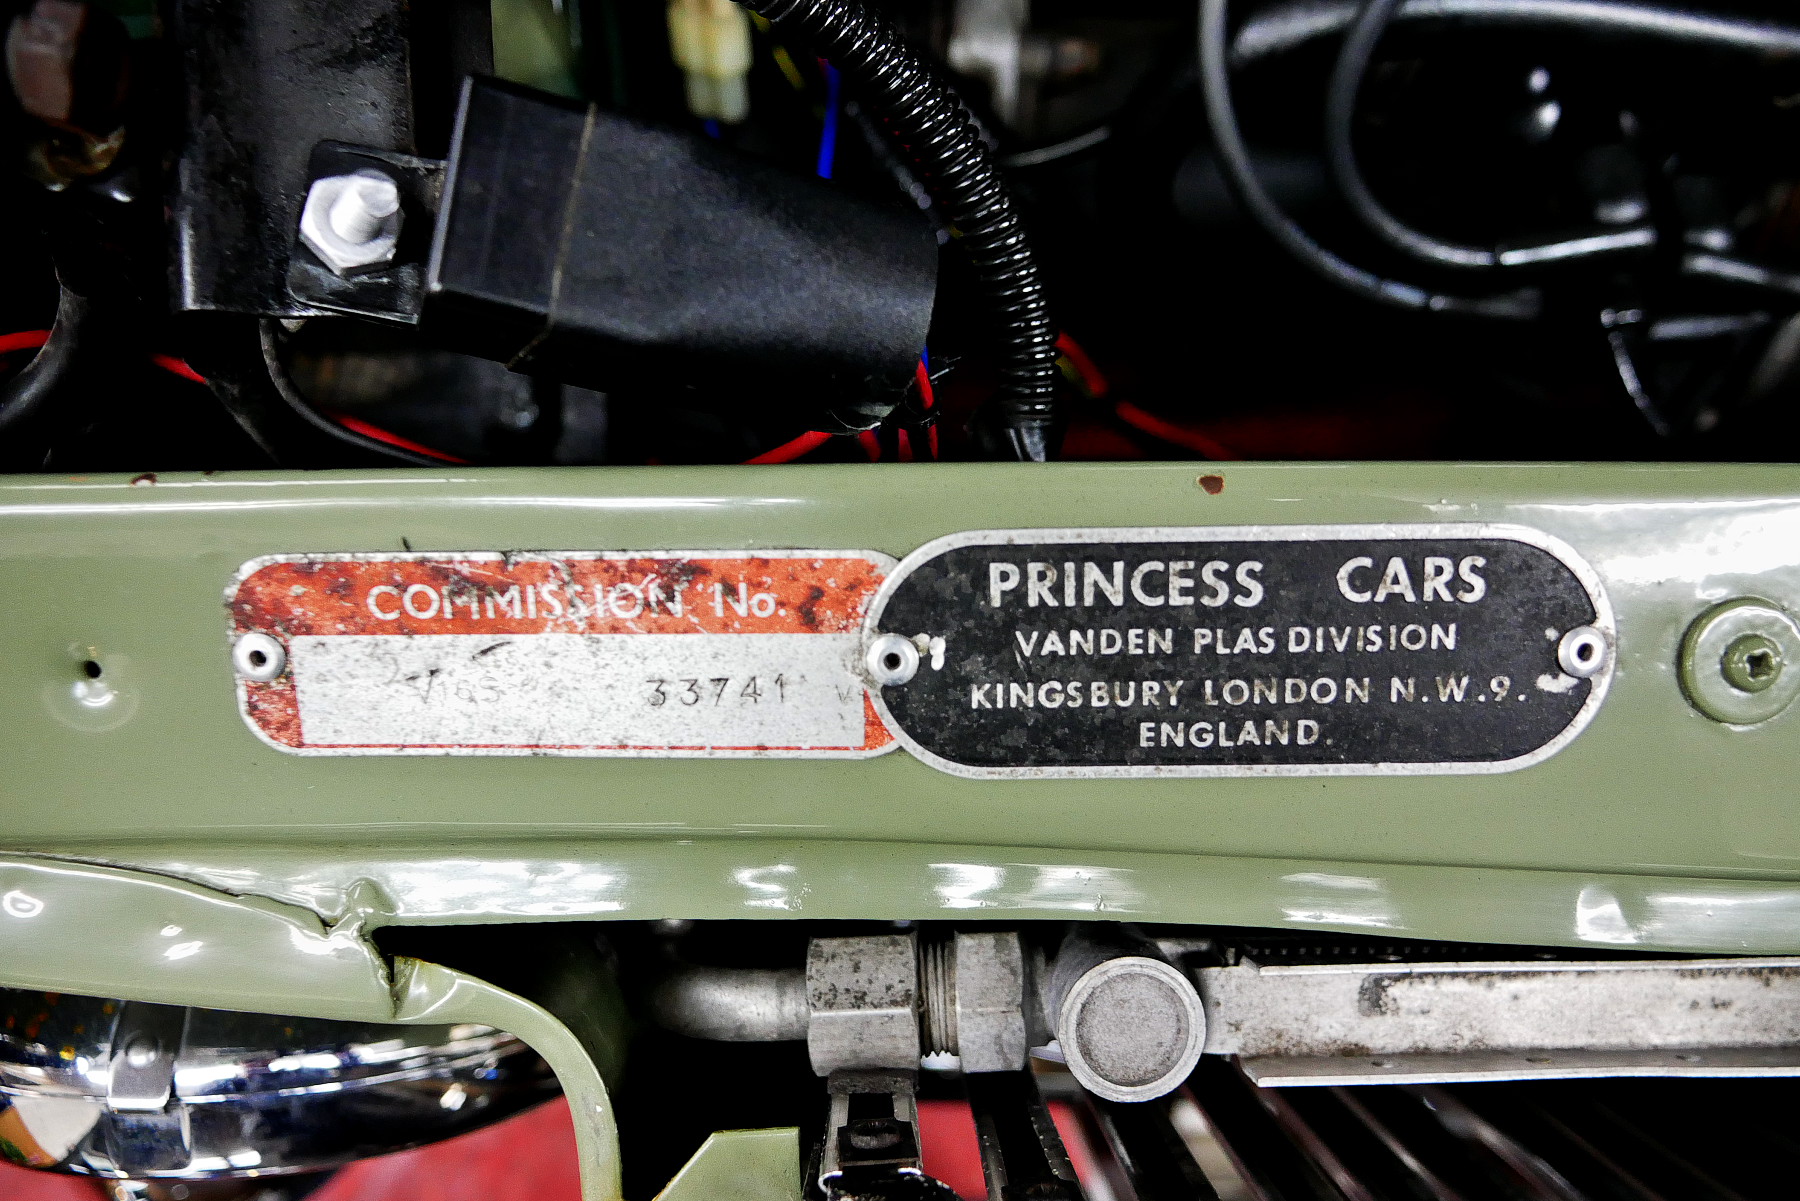 COMMISSION No.
33741
PRINCESS CARS
VANDEN PLAS DIVISION
KINGSBURY LONDON N.W.9.
ENGLAND.